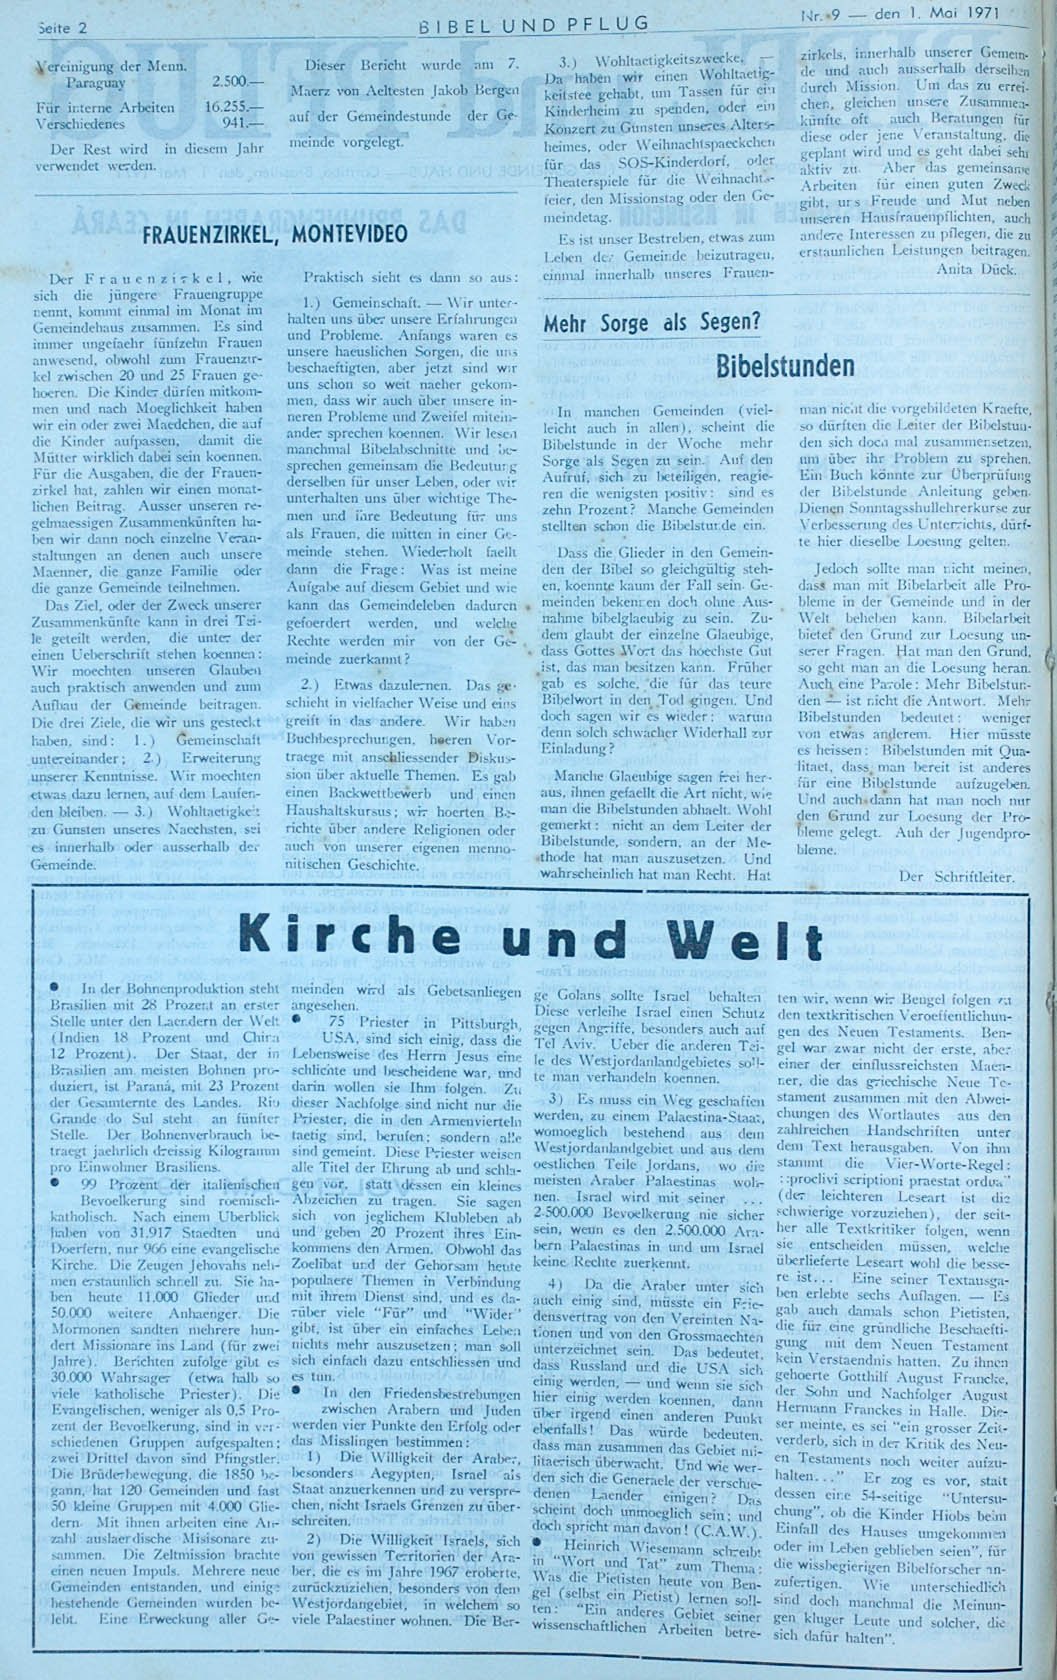 Seite 2
BIBEL UND PFLUG
Nr. 9 — den 1. Mai 1971
Vereinigung der Menn.
Paraguay 2.500.—
Für interne Arbeiten 16.255.—
Verschiedenes 941.—
Der Rest wird in diesem Jahr
verwendet werden.
Dieser Bericht wurde am 7.
Maerz von Aeltesten Jakob Bergen
auf der Gemeindestunde der Ge-
meinde vorgelegt.
FRAUENZIRKEL, MONTEVIDEO
Der Frauenzirkel, wie
sich die jüngere Frauengruppe
nennt, kommt einmal im Monat im
Gemeindehaus zusammen. Es sind
immer ungefaehr fünfzehn Frauen
anwesend, obwohl zum Frauenzir-
kel zwischen 20 und 25 Frauen ge-
hoeren. Die Kinder dürfen mitkom-
men und nach Moeglichkeit haben
wir ein oder zwei Maedchen, die auf
die Kinder aufpassen, damit die
Mütter wirklich dabei sein koennen.
Für die Ausgaben, die der Frauen-
zirkel hat, zahlen wir einen monat-
lichen Beitrag. Ausser unseren re-
gelmaessigen Zusammenkünften ha-
ben wir dann noch einzelne Veran-
staltungen an denen auch unsere
Maenner, die ganze Familie oder
die ganze Gemeinde teilnehmen.
Das Ziel, oder der Zweck unserer
Zusammenkünfte kann in drei Tei-
le geteilt werden, die unter der
einen Ueberschrift stehen koennen:
Wir moechten unseren Glauben
auch praktisch anwenden und zum
Aufbau der Gemeinde beitragen.
Die drei Ziele, die wir uns gesteckt
haben, sind: 1.) Gemeinschaft
untereinander; 2.) Erweiterung
unserer Kenntnisse. Wir moechten
etwas dazu lernen, auf dem Laufen-
den bleiben. — 3.) Wohltaetigkeit
zu Gunsten unseres Naechsten, sei
es innerhalb oder ausserhalb der
Gemeinde.
Praktisch sieht es dann so aus:
1.) Gemeinschaft. — Wir unter-
halten uns über unsere Erfahrungen
und Probleme. Anfangs waren es
unsere haeuslichen Sorgen, die uns
beschaeftigten, aber jetzt sind wir
uns schon so weit naeher gekom-
men, dass wir auch über unsere in-
neren Probleme und Zweifel mitein-
ander sprechen koennen. Wir lesen
manchmal Bibelabschnitte und be-
sprechen gemeinsam die Bedeutung
derselben für unser Leben, oder wir
unterhalten uns über wichtige The-
men und ihre Bedeutung für uns
als Frauen, die mitten in einer Ge-
meinde stehen. Wiederholt faellt
dann die Frage: Was ist meine
Aufgabe auf diesem Gebiet und wie
kann das Gemeindeleben dadurch
gefoerdert werden, und welche
Rechte werden mir von der Ge-
meinde zuerkannt?
2.) Etwas dazulernen. Das ge-
schieht in vielfacher Weise und eins
greift in das andere. Wir haben
Buchbesprechungen, hoeren Vor-
traege mit anschliessender Diskus-
sion über aktuelle Themen. Es gab
einen Backwettbewerb und einen
Haushaltskursus; wir hoerten Be-
richte über andere Religionen oder
auch von unserer eigenen menno-
nitischen Geschichte.
3.) Wohltaetigkeitszwecke. —
Da haben wir einen Wohltaetig-
keitstee gehabt, um Tassen für ein
Kinderheim zu spenden, oder ein
Konzert zu Gunsten unseres Alters-
heimes, oder Weihnachtspaeckchen
für das SOS-Kinderdorf, oder
Theaterspiele für die Weihnachts-
feier, den Missionstag oder den Ge-
meindetag.
Es ist unser Bestreben, etwas zum
Leben der Gemeinde beizutragen,
einmal innerhalb unseres Frauen-
zirkels, innerhalb unserer Gemein-
de und auch ausserhalb derselben
durch Mission. Um das zu errei-
chen, gleichen unsere Zusammen-
künfte oft auch Beratungen für
diese oder jene Veranstaltung, die
geplant wird und es geht dabei sehr
aktiv zu. Aber das gemeinsame
Arbeiten für einen guten Zweck
gibt, urs Freude und Mut neben
unseren Hausfrauenpflichten, auch
andere Interessen zu pflegen, die zu
erstaunlichen Leistungen beitragen.
Anita Dück.
Mehr Sorge als Segen?
Bibelstunden
In manchen Gemeinden (viel-
leicht auch in allen), scheint die
Bibelstunde in der Woche mehr
Sorge als Segen zu sein. Auf den
Aufruf, sich zu beteiligen, reagie-
ren die wenigsten positiv: sind es
zehn Prozent? Manche Gemeinden
stellten schon die Bibelstunde ein.
Dass die Glieder in den Gemein-
den der Bibel so gleichgültig steh-
en, koennte kaum der Fall sein. Ge-
meinden bekennen doch ohne Aus-
nahme bibelglaeubig zu sein. Zu-
dem glaubt der einzelne Glaeubige,
dass Gottes Wort das hoechste Gut
ist, das man besitzen kann. Früher
gab es solche, die für das teure
Bibelwort in den Tod gingen. Und
doch sagen wir es wieder: warum
denn solch schwacher Widerhall zur
Einladung?
Manche Glaeubige sagen frei her-
aus, ihnen gefaellt die Art nicht, wie
man die Bibelstunden abhaelt. Wohl
gemerkt: nicht an dem Leiter der
Bibelstunde, sondern, an der Me-
thode hat man auszusetzen. Und
wahrscheinlich hat man Recht. Hat
man nicht die vorgebildeten Kraefte,
so dürften die Leiter der Bibelstun-
den sich doch mal zusammensetzen,
um über ihr Problem zu sprehen.
Ein Buch könnte zur Überprüfung
der Bibelstunde Anleitung geben.
Dienen Sonntagsshullehrerkurse zur
Verbesserung des Unterrichts, dürf-
te hier dieselbe Loesung gelten.
Jedoch sollte man nicht meinen,
dass man mit Bibelarbeit alle Pro-
bleme in der Gemeinde und in der
Welt beheben kann. Bibelarbeit
bietet den Grund zur Loesung un-
serer Fragen. Hat man den Grund,
so geht man an die Loesung heran.
Auch eine Parole: Mehr Bibelstun-
den — ist nicht die Antwort. Mehr
Bibelstunden bedeutet: weniger
von etwas anderem. Hier müsste
es heissen: Bibelstunden mit Qua-
litaet, dass man bereit ist anderes
für eine Bibelstunde aufzugeben.
Und auch dann hat man noch nur
den Grund zur Loesung der Pro-
bleme gelegt. Auh der Jugendpro-
bleme.
Der Schriftleiter.
Kirche und Welt
● In der Bohnenproduktion steht
Brasilien mit 28 Prozent an erster
Stelle unter den Laendern der Welt
(Indien 18 Prozent und China
12 Prozent). Der Staat, der in
Brasilien am meisten Bohnen pro-
duziert, ist Paraná, mit 23 Prozent
der Gesamternte des Landes. Rio
Grande do Sul steht an fünfter
Stelle. Der Bohnenverbrauch be-
traegt jaehrlich dreissig Kilogramm
pro Einwohner Brasiliens.
● 99 Prozent der italienischen
Bevoelkerung sind roemisch-
katholisch. Nach einem Uberblick
haben von 31.917 Staedten und
Doerfern, nur 966 eine evangelische
Kirche. Die Zeugen Jehovahs neh-
men erstaunlich schnell zu. Sie ha-
ben heute 11.000 Glieder und
50.000 weitere Anhaenger. Die
Mormonen sandten mehrere hun-
dert Missionare ins Land (für zwei
Jahre). Berichten zufolge gibt es
30.000 Wahrsager (etwa halb so
viele katholische Priester). Die
Evangelischen, weniger als 0,5 Pro-
zent der Bevoelkerung, sind in ver-
schiedenen Gruppen aufgespalten;
zwei Drittel davon sind Pfingstler.
Die Brüderbewegung, die 1850 be-
gann, hat 120 Gemeinden und fast
50 kleine Gruppen mit 4.000 Glie-
dern. Mit ihnen arbeiten eine An-
zahl auslaerdische Misisonare zu-
sammen. Die Zeltmission brachte
einen neuen Impuls. Mehrere neue
Gemeinden entstanden, und einige
bestehende Gemeinden wurden be-
lebt. Eine Erweckung aller Ge-
meinden wird als Gebetsanliegen
angesehen.
● 75 Priester in Pittsburgh,
USA, sind sich einig, dass die
Lebensweise des Herrn Jesus eine
schlichte und bescheidene war, und
darin wollen sie Ihm folgen. Zu
dieser Nachfolge sind nicht nur die
Priester, die in den Armenvierteln
taetig sind, berufen; sondern alle
sind gemeint. Diese Priester weisen
alle Titel der Ehrung ab und schla-
gen vor, statt dessen ein kleines
Abzeichen zu tragen. Sie sagen
sich von jeglichem Klubleben ab
und geben 20 Prozent ihres Ein-
kommens den Armen. Obwohl das
Zoelibat und der Gehorsam heute
populaere Themen in Verbindung
mit ihrem Dienst sind, und es da-
rüber viele "Für" und "Wider"
gibt, ist über ein einfaches Leben
nichts mehr auszusetzen; man soll
sich einfach dazu entschliessen und
es tun.
● In den Friedensbestrebungen
zwischen Arabern und Juden
werden vier Punkte den Erfolg oder
das Misslingen bestimmen:
1) Die Willigkeit der Araber,
besonders Aegypten, Israel als
Staat anzuerkennen und zu verspre-
chen, nicht Israels Grenzen zu über-
schreiten.
2) Die Willigkeit Israels, sich
von gewissen Territorien der Ara-
ber, die es im Jahre 1967 eroberte,
zurückzuziehen, besonders von dem
Westjordangebiet, in welchem so
viele Palaestiner wohnen. Die Ber-
ge Golans sollte Israel behalten
Diese verleihe Israel einen Schutz
gegen Angriffe, besonders auch auf
Tel Aviv. Ueber die anderen Tei-
le des Westjordanlandgebietes soll-
te man verhandeln koennen.
3) Es muss ein Weg geschaffen
werden, zu einem Palaestina-Staat,
womoeglich bestehend aus dem
Westjordanlandgebiet und aus dem
oestlichen Teile Jordans, wo die
meisten Araber Palaestinas woh-
nen. Israel wird mit seiner ...
2.500.000 Bevoelkerung nie sicher
sein, wenn es den 2.500.000 Ara-
bern Palaestinas in und um Israel
keine Rechte zuerkennt.
4) Da die Araber unter sich
auch einig sind, müsste ein Frie-
densvertrag von den Vereinten Na-
tionen und von den Grossmaechten
unterzeichnet sein. Das bedeutet,
dass Russland und die USA sich
einig werden, — und wenn sie sich
hier einig werden koennen, dann
über irgend einen anderen Punkt
ebenfalls! Das würde bedeuten,
dass man zusammen das Gebiet mi-
litaerisch überwacht. Und wie wer-
den sich die Generaele der verschie-
denen Laender einigen? Das
scheint doch unmoeglich sein; und
doch spricht man davon! (C.A.W.).
● Heinrich Wiesemann schreibt
in "Wort und Tat" zum Thema:
Was die Pietisten heute von Ben-
gel (selbst ein Pietist) lernen soll-
ten: "Ein anderes Gebiet seiner
wissenschaftlichen Arbeiten betre-
ten wir, wenn wir Beugel folgen zu
den textkritischen Veroeffentlichun-
gen des Neuen Testaments. Ben-
gel war zwar nicht der erste, aber
einer der einflussreichsten Maen-
ner, die das griechische Neue Te-
stament zusammen mit den Abwei-
chungen des Wortlautes aus den
zahlreichen Handschriften unter
dem Text herausgaben. Von ihm
stammt die Vier-Worte-Regel:
::proclivi scriptioni praestat ordua"
(der leichteren Leseart ist die
schwierige vorzuziehen), der seit-
her alle Textkritiker folgen, wenn
sie entscheiden müssen, welche
überlieferte Leseart wohl die besse-
re ist... Eine seiner Textausga-
ben erlebte sechs Auflagen. — Es
gab auch damals schon Pietisten,
die für eine gründliche Beschaefti-
gung mit dem Neuen Testament
kein Verstaendnis hatten. Zu ihnen
gehoerte Gotthilf August Francke,
der Sohn und Nachfolger August
Hermann Franckes in Halle. Die-
ser meinte, es sei "ein grosser Zeit-
verderb, sich in der Kritik des Neu-
en Testaments noch weiter aufzu-
halten..." Er zog es vor, statt
dessen eine 54-seitige "Untersu-
chung", ob die Kinder Hiobs beim
Einfall des Hauses umgekommen
oder im Leben geblieben seien", für
die wissbegierigen Bibelforscher an-
zufertigen. Wie unterschiedlich
sind doch manchmal die Meinun-
gen kluger Leute und solcher, die
sich dafür halten".